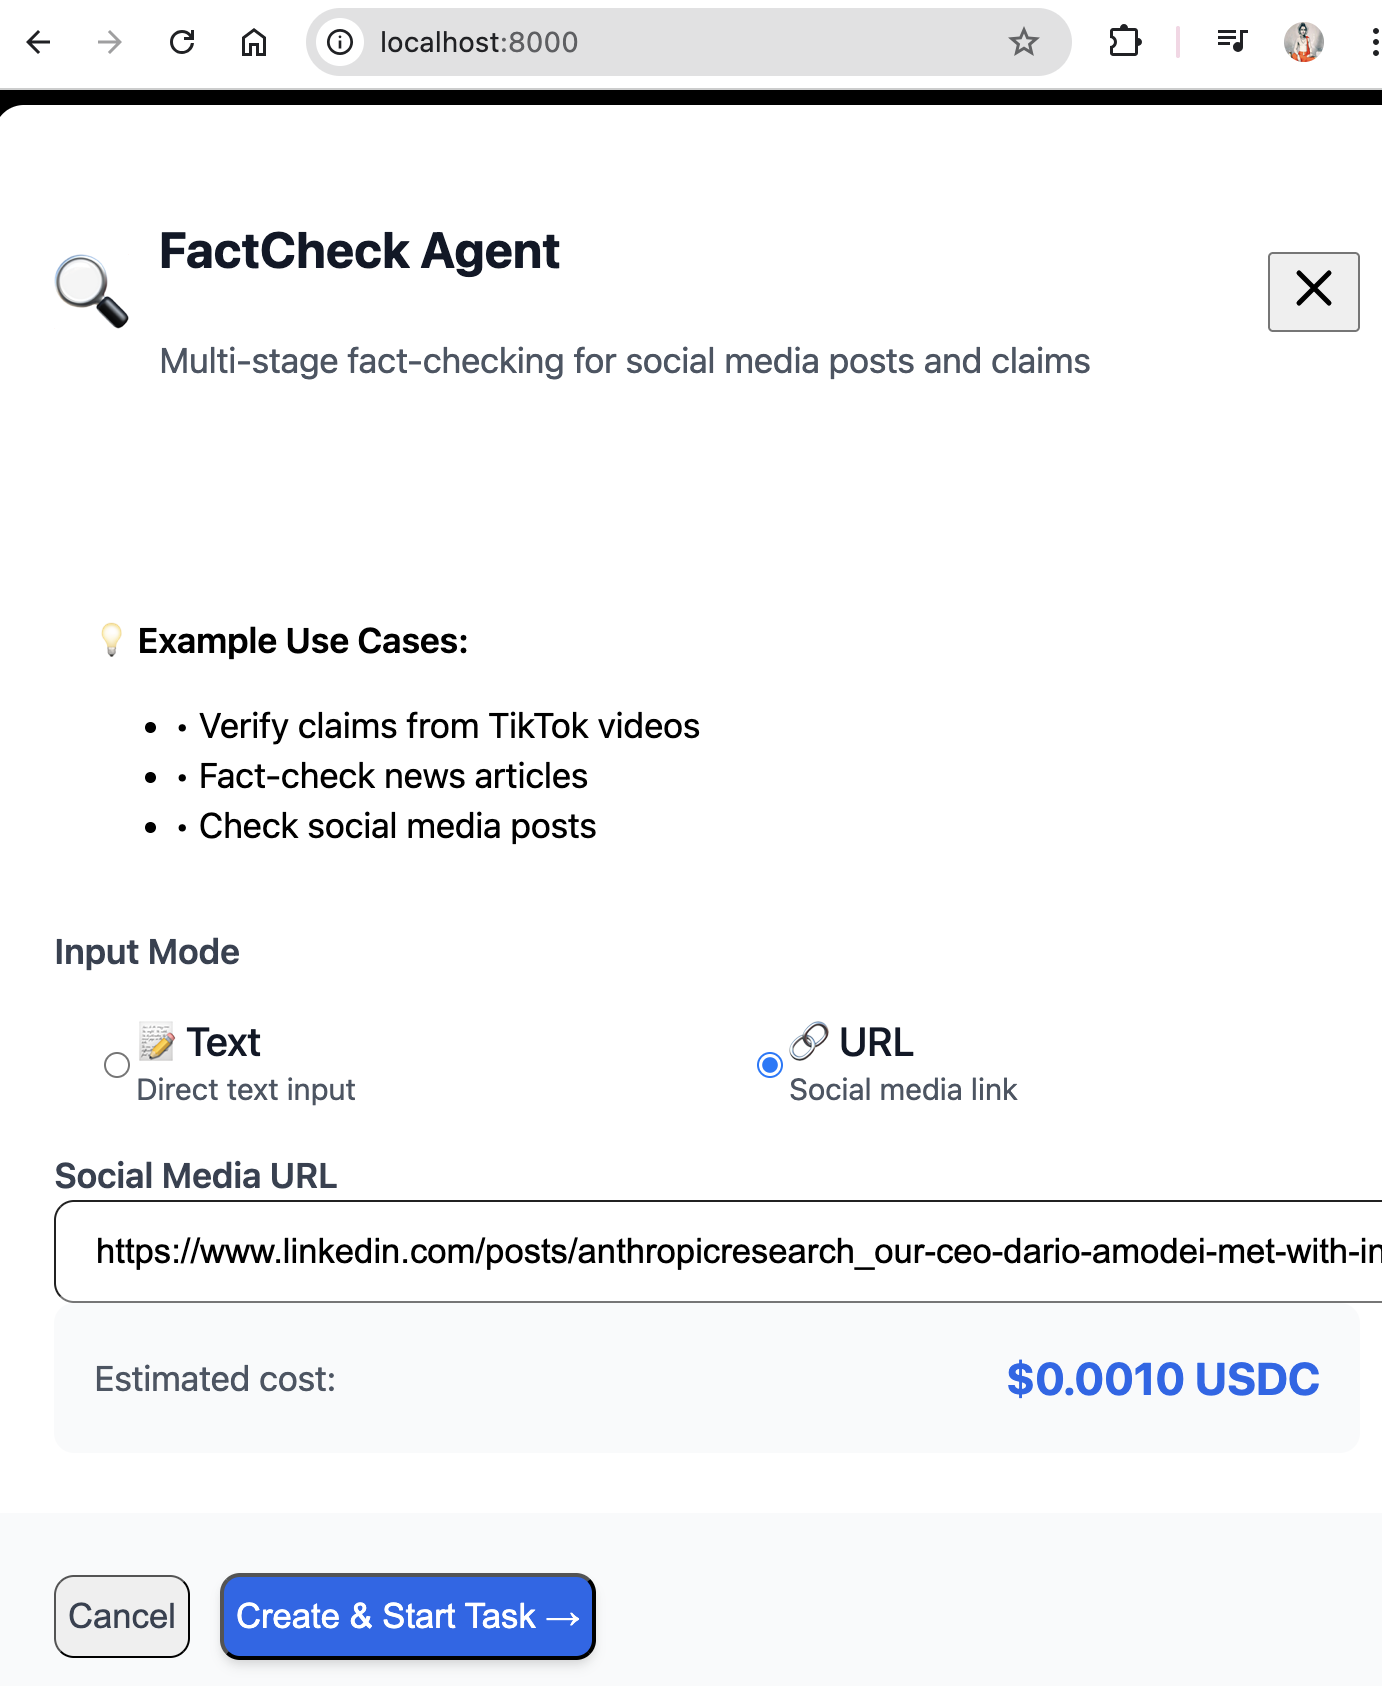 localhost:8000
FactCheck Agent
Multi-stage fact-checking for social media posts and claims
Example Use Cases:
• • Verify claims from TikTok videos
• • Fact-check news articles
• • Check social media posts
Input Mode
Text
Direct text input
URL
Social media link
Social Media URL
https://www.linkedin.com/posts/anthropicresearch_our-ceo-dario-amodei-met-with-in
Estimated cost:
$0.0010 USDC
Cancel
Create & Start Task →